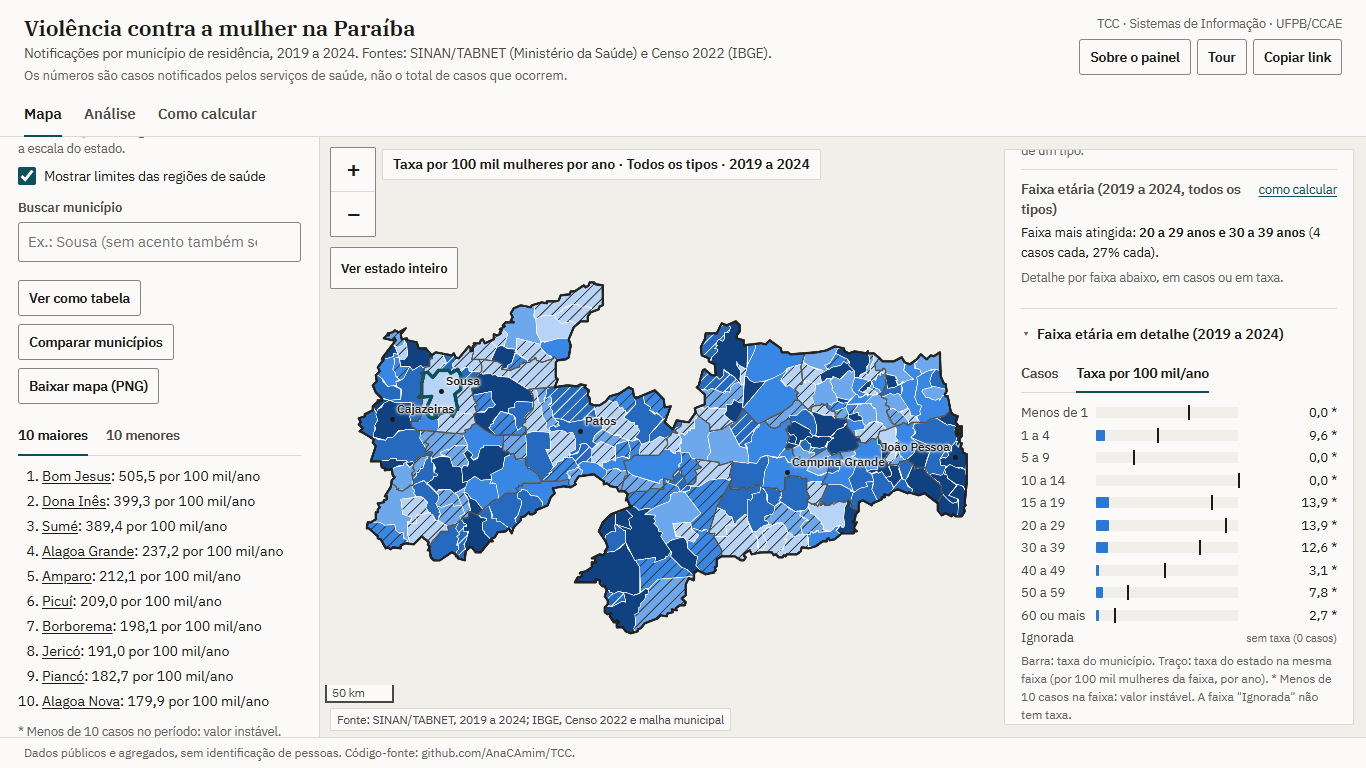 Violência contra a mulher na Paraíba
Notificações por município de residência, 2019 a 2024. Fontes: SINAN/TABNET (Ministério da Saúde) e Censo 2022 (IBGE).
Os números são casos notificados pelos serviços de saúde, não o total de casos que ocorrem.
TCC · Sistemas de Informação · UFPB/CCAE
Sobre o painel
Tour
Copiar link
Mapa
Análise
Como calcular
a escala do estado.
Mostrar limites das regiões de saúde
Buscar município
Ex.: Sousa (sem acento também se
Ver como tabela
Comparar municípios
Baixar mapa (PNG)
10 maiores
10 menores
1. Bom Jesus: 505,5 por 100 mil/ano
2. Dona Inês: 399,3 por 100 mil/ano
3. Sumé: 389,4 por 100 mil/ano
4. Alagoa Grande: 237,2 por 100 mil/ano
5. Amparo: 212,1 por 100 mil/ano
6. Picuí: 209,0 por 100 mil/ano
7. Borborema: 198,1 por 100 mil/ano
8. Jericó: 191,0 por 100 mil/ano
9. Piancó: 182,7 por 100 mil/ano
10. Alagoa Nova: 179,9 por 100 mil/ano
* Menos de 10 casos no período: valor instável.
+
−
Taxa por 100 mil mulheres por ano · Todos os tipos · 2019 a 2024
Ver estado inteiro
Sousa
Cajazeiras
Patos
João Pessoa
Campina Grande
50 km
Fonte: SINAN/TABNET, 2019 a 2024; IBGE, Censo 2022 e malha municipal
de um tipo.
Faixa etária (2019 a 2024, todos os tipos)
como calcular
Faixa mais atingida: 20 a 29 anos e 30 a 39 anos (4
casos cada, 27% cada).
Detalhe por faixa abaixo, em casos ou em taxa.
Faixa etária em detalhe (2019 a 2024)
Casos
Taxa por 100 mil/ano
Menos de 1 0,0 *
1 a 4 9,6 *
5 a 9 0,0 *
10 a 14 0,0 *
15 a 19 13,9 *
20 a 29 13,9 *
30 a 39 12,6 *
40 a 49 3,1 *
50 a 59 7,8 *
60 ou mais 2,7 *
Ignorada sem taxa (0 casos)
Barra: taxa do município. Traço: taxa do estado na mesma
faixa (por 100 mil mulheres da faixa, por ano). * Menos de
10 casos na faixa: valor instável. A faixa "Ignorada" não
tem taxa.
Dados públicos e agregados, sem identificação de pessoas. Código-fonte: github.com/AnaCAmim/TCC.